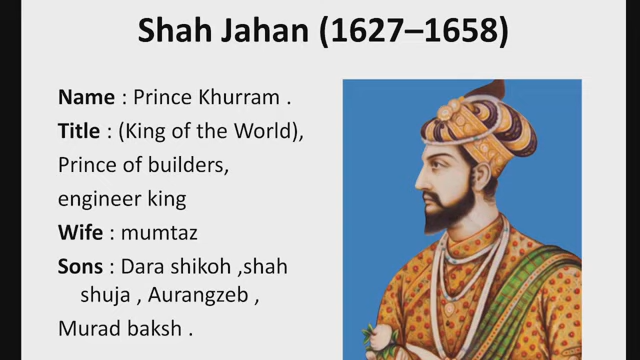 Shah Jahan (1627–1658)
Name : Prince Khurram .
Title : (King of the World),
Prince of builders,
engineer king
Wife : mumtaz
Sons : Dara shikoh ,shah
shuja , Aurangzeb ,
Murad baksh .